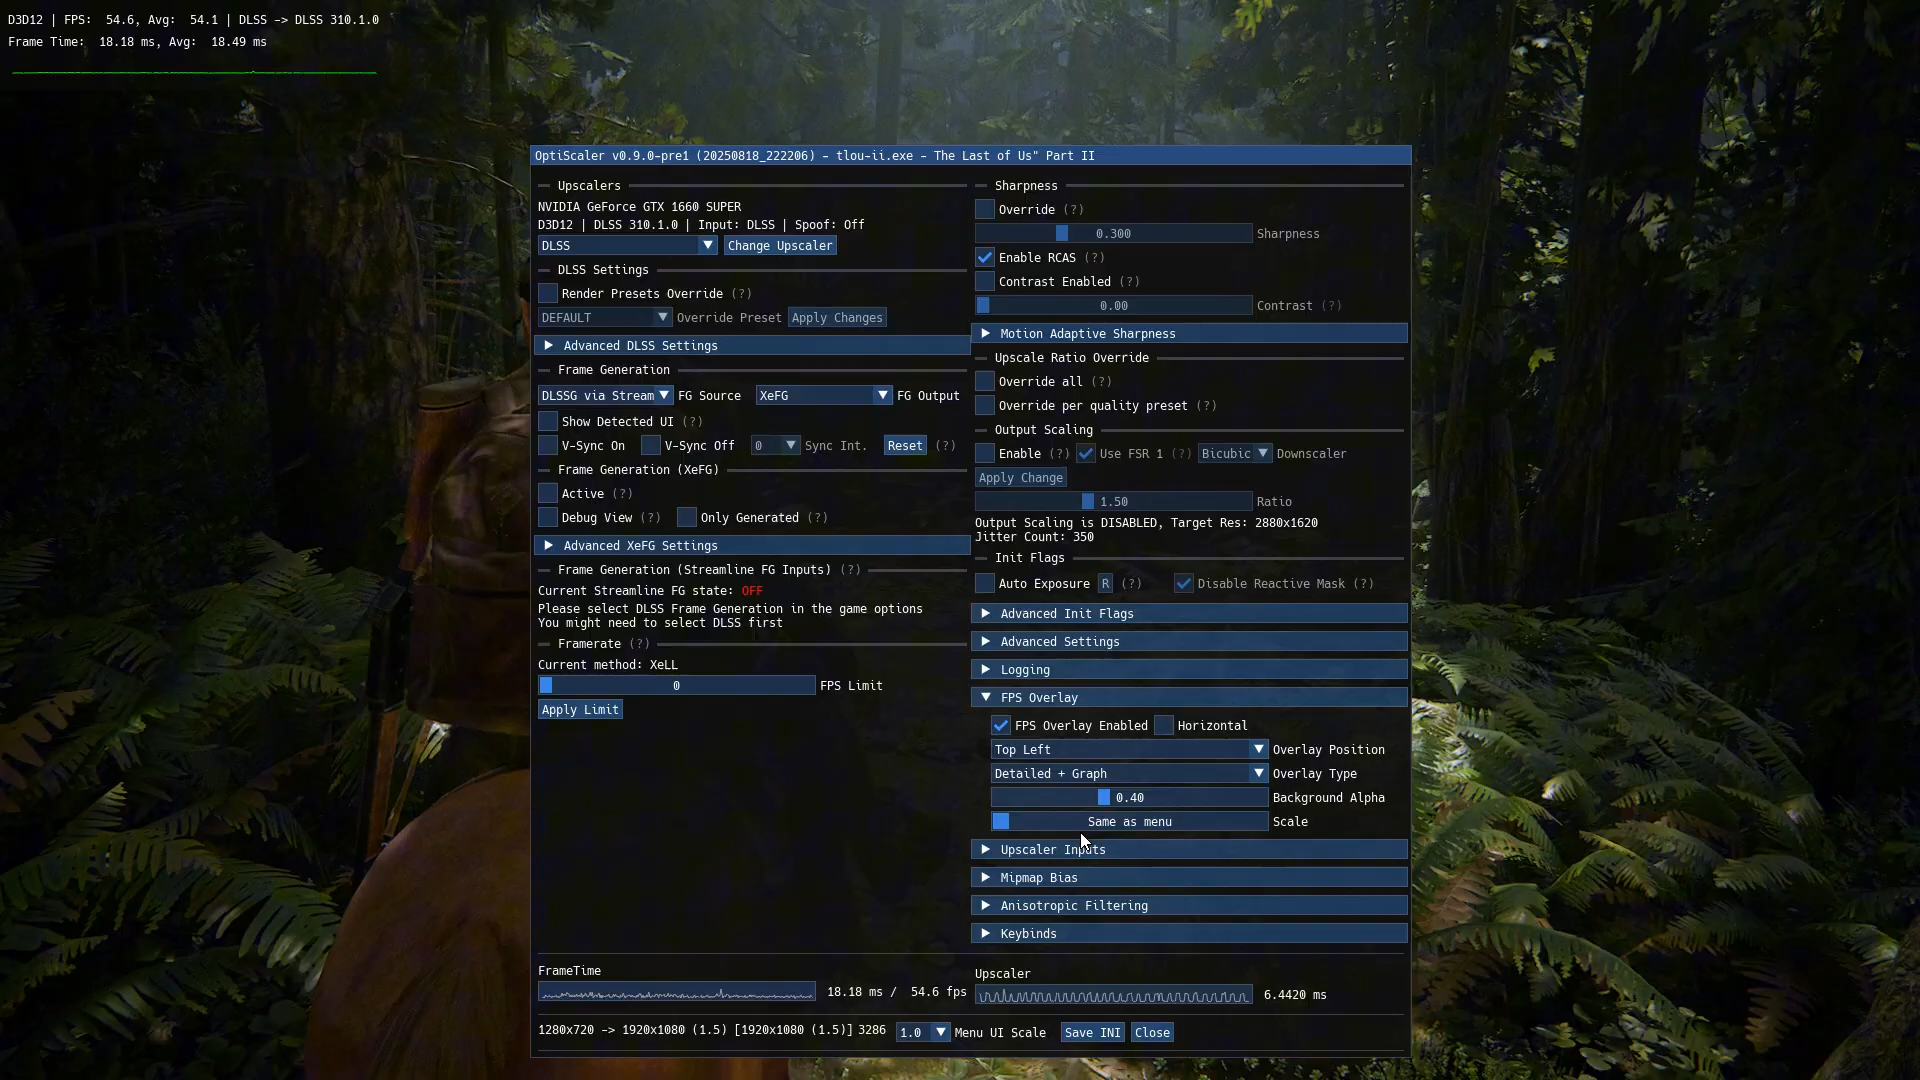 D3D12 | FPS:  54.6, Avg:  54.1 | DLSS -> DLSS 310.1.0
Frame Time:  18.18 ms, Avg:  18.49 ms
OptiScaler v0.9.0-pre1 (20250818_222206) - tlou-ii.exe - The Last of Us" Part II
Upscalers
NVIDIA GeForce GTX 1660 SUPER
D3D12 | DLSS 310.1.0 | Input: DLSS | Spoof: Off
DLSS Change Upscaler
DLSS Settings
Render Presets Override (?)
DEFAULT Override Preset Apply Changes
Advanced DLSS Settings
Frame Generation
DLSSG via Stream FG Source XeFG FG Output
Show Detected UI (?)
V-Sync On V-Sync Off 0 Sync Int. Reset (?)
Frame Generation (XeFG)
Active (?)
Debug View (?) Only Generated (?)
Advanced XeFG Settings
Frame Generation (Streamline FG Inputs) (?)
Current Streamline FG state: OFF
Please select DLSS Frame Generation in the game options
You might need to select DLSS first
Framerate (?)
Current method: XeLL
0 FPS Limit
Apply Limit
Sharpness
Override (?)
0.300 Sharpness
Enable RCAS (?)
Contrast Enabled (?)
0.00 Contrast (?)
Motion Adaptive Sharpness
Upscale Ratio Override
Override all (?)
Override per quality preset (?)
Output Scaling
Enable (?) Use FSR 1 (?) Bicubic Downscaler
Apply Change
1.50 Ratio
Output Scaling is DISABLED, Target Res: 2880x1620
Jitter Count: 350
Init Flags
Auto Exposure R (?) Disable Reactive Mask (?)
Advanced Init Flags
Advanced Settings
Logging
FPS Overlay
FPS Overlay Enabled Horizontal
Top Left Overlay Position
Detailed + Graph Overlay Type
0.40 Background Alpha
Same as menu Scale
Upscaler Inputs
Mipmap Bias
Anisotropic Filtering
Keybinds
FrameTime
18.18 ms /  54.6 fps
Upscaler
6.4420 ms
1280x720 -> 1920x1080 (1.5) [1920x1080 (1.5)] 3286 1.0 Menu UI Scale Save INI Close